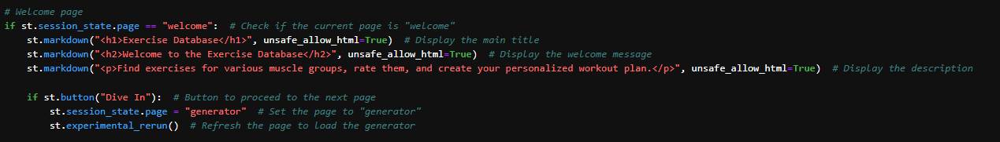 # Welcome page
if st.session_state.page == "welcome":  # Check if the current page is "welcome"
    st.markdown("<h1>Exercise Database</h1>", unsafe_allow_html=True)  # Display the main title
    st.markdown("<h2>Welcome to the Exercise Database</h2>", unsafe_allow_html=True)  # Display the welcome message
    st.markdown("<p>Find exercises for various muscle groups, rate them, and create your personalized workout plan.</p>", unsafe_allow_html=True)  # Display the description

    if st.button("Dive In"):  # Button to proceed to the next page
        st.session_state.page = "generator"  # Set the page to "generator"
        st.experimental_rerun()  # Refresh the page to load the generator